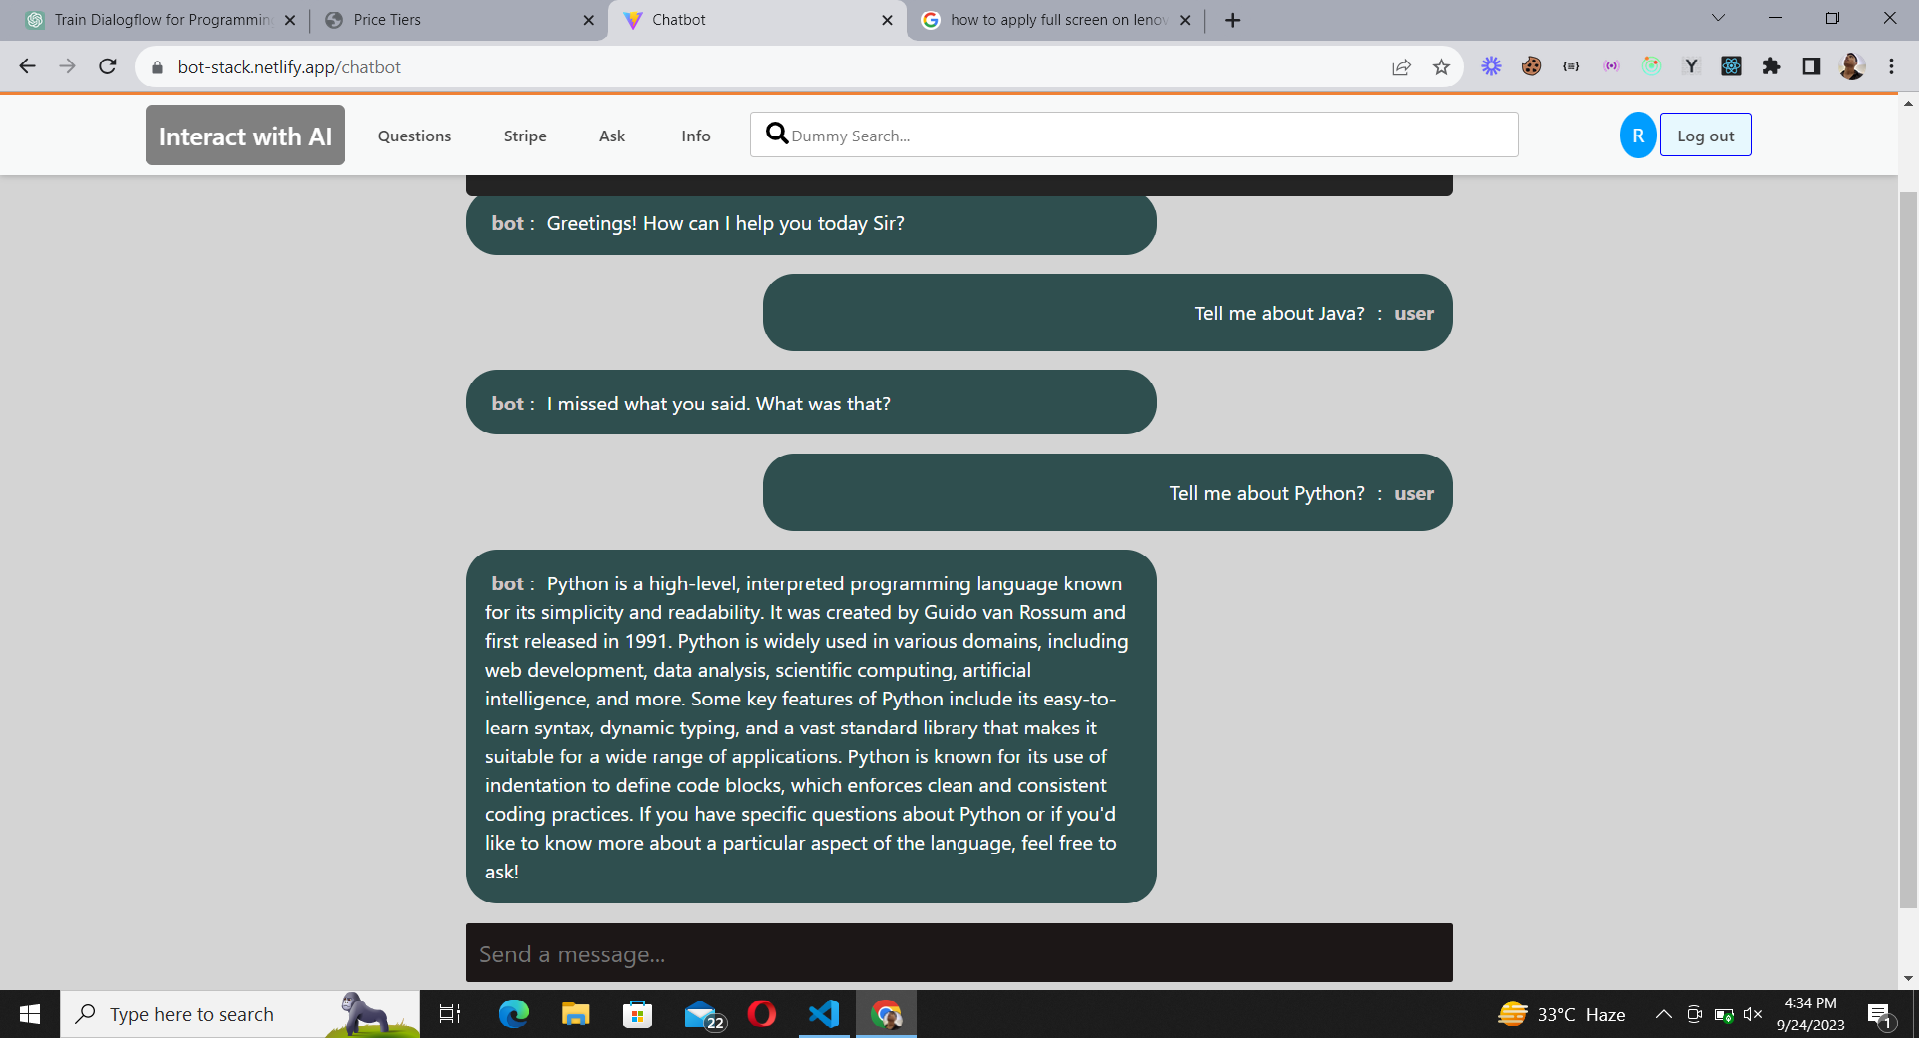 Train Dialogflow for Programmin
Price Tiers
Chatbot
how to apply full screen on leno
bot-stack.netlify.app/chatbot
Interact with AI
Questions
Stripe
Ask
Info
Dummy Search...
R
Log out
bot : Greetings! How can I help you today Sir?
Tell me about Java? : user
bot : I missed what you said. What was that?
Tell me about Python? : user
bot : Python is a high-level, interpreted programming language known
for its simplicity and readability. It was created by Guido van Rossum and
first released in 1991. Python is widely used in various domains, including
web development, data analysis, scientific computing, artificial
intelligence, and more. Some key features of Python include its easy-to-
learn syntax, dynamic typing, and a vast standard library that makes it
suitable for a wide range of applications. Python is known for its use of
indentation to define code blocks, which enforces clean and consistent
coding practices. If you have specific questions about Python or if you'd
like to know more about a particular aspect of the language, feel free to
ask!
Send a message...
Type here to search
22
33°C Haze
4:34 PM
9/24/2023
1